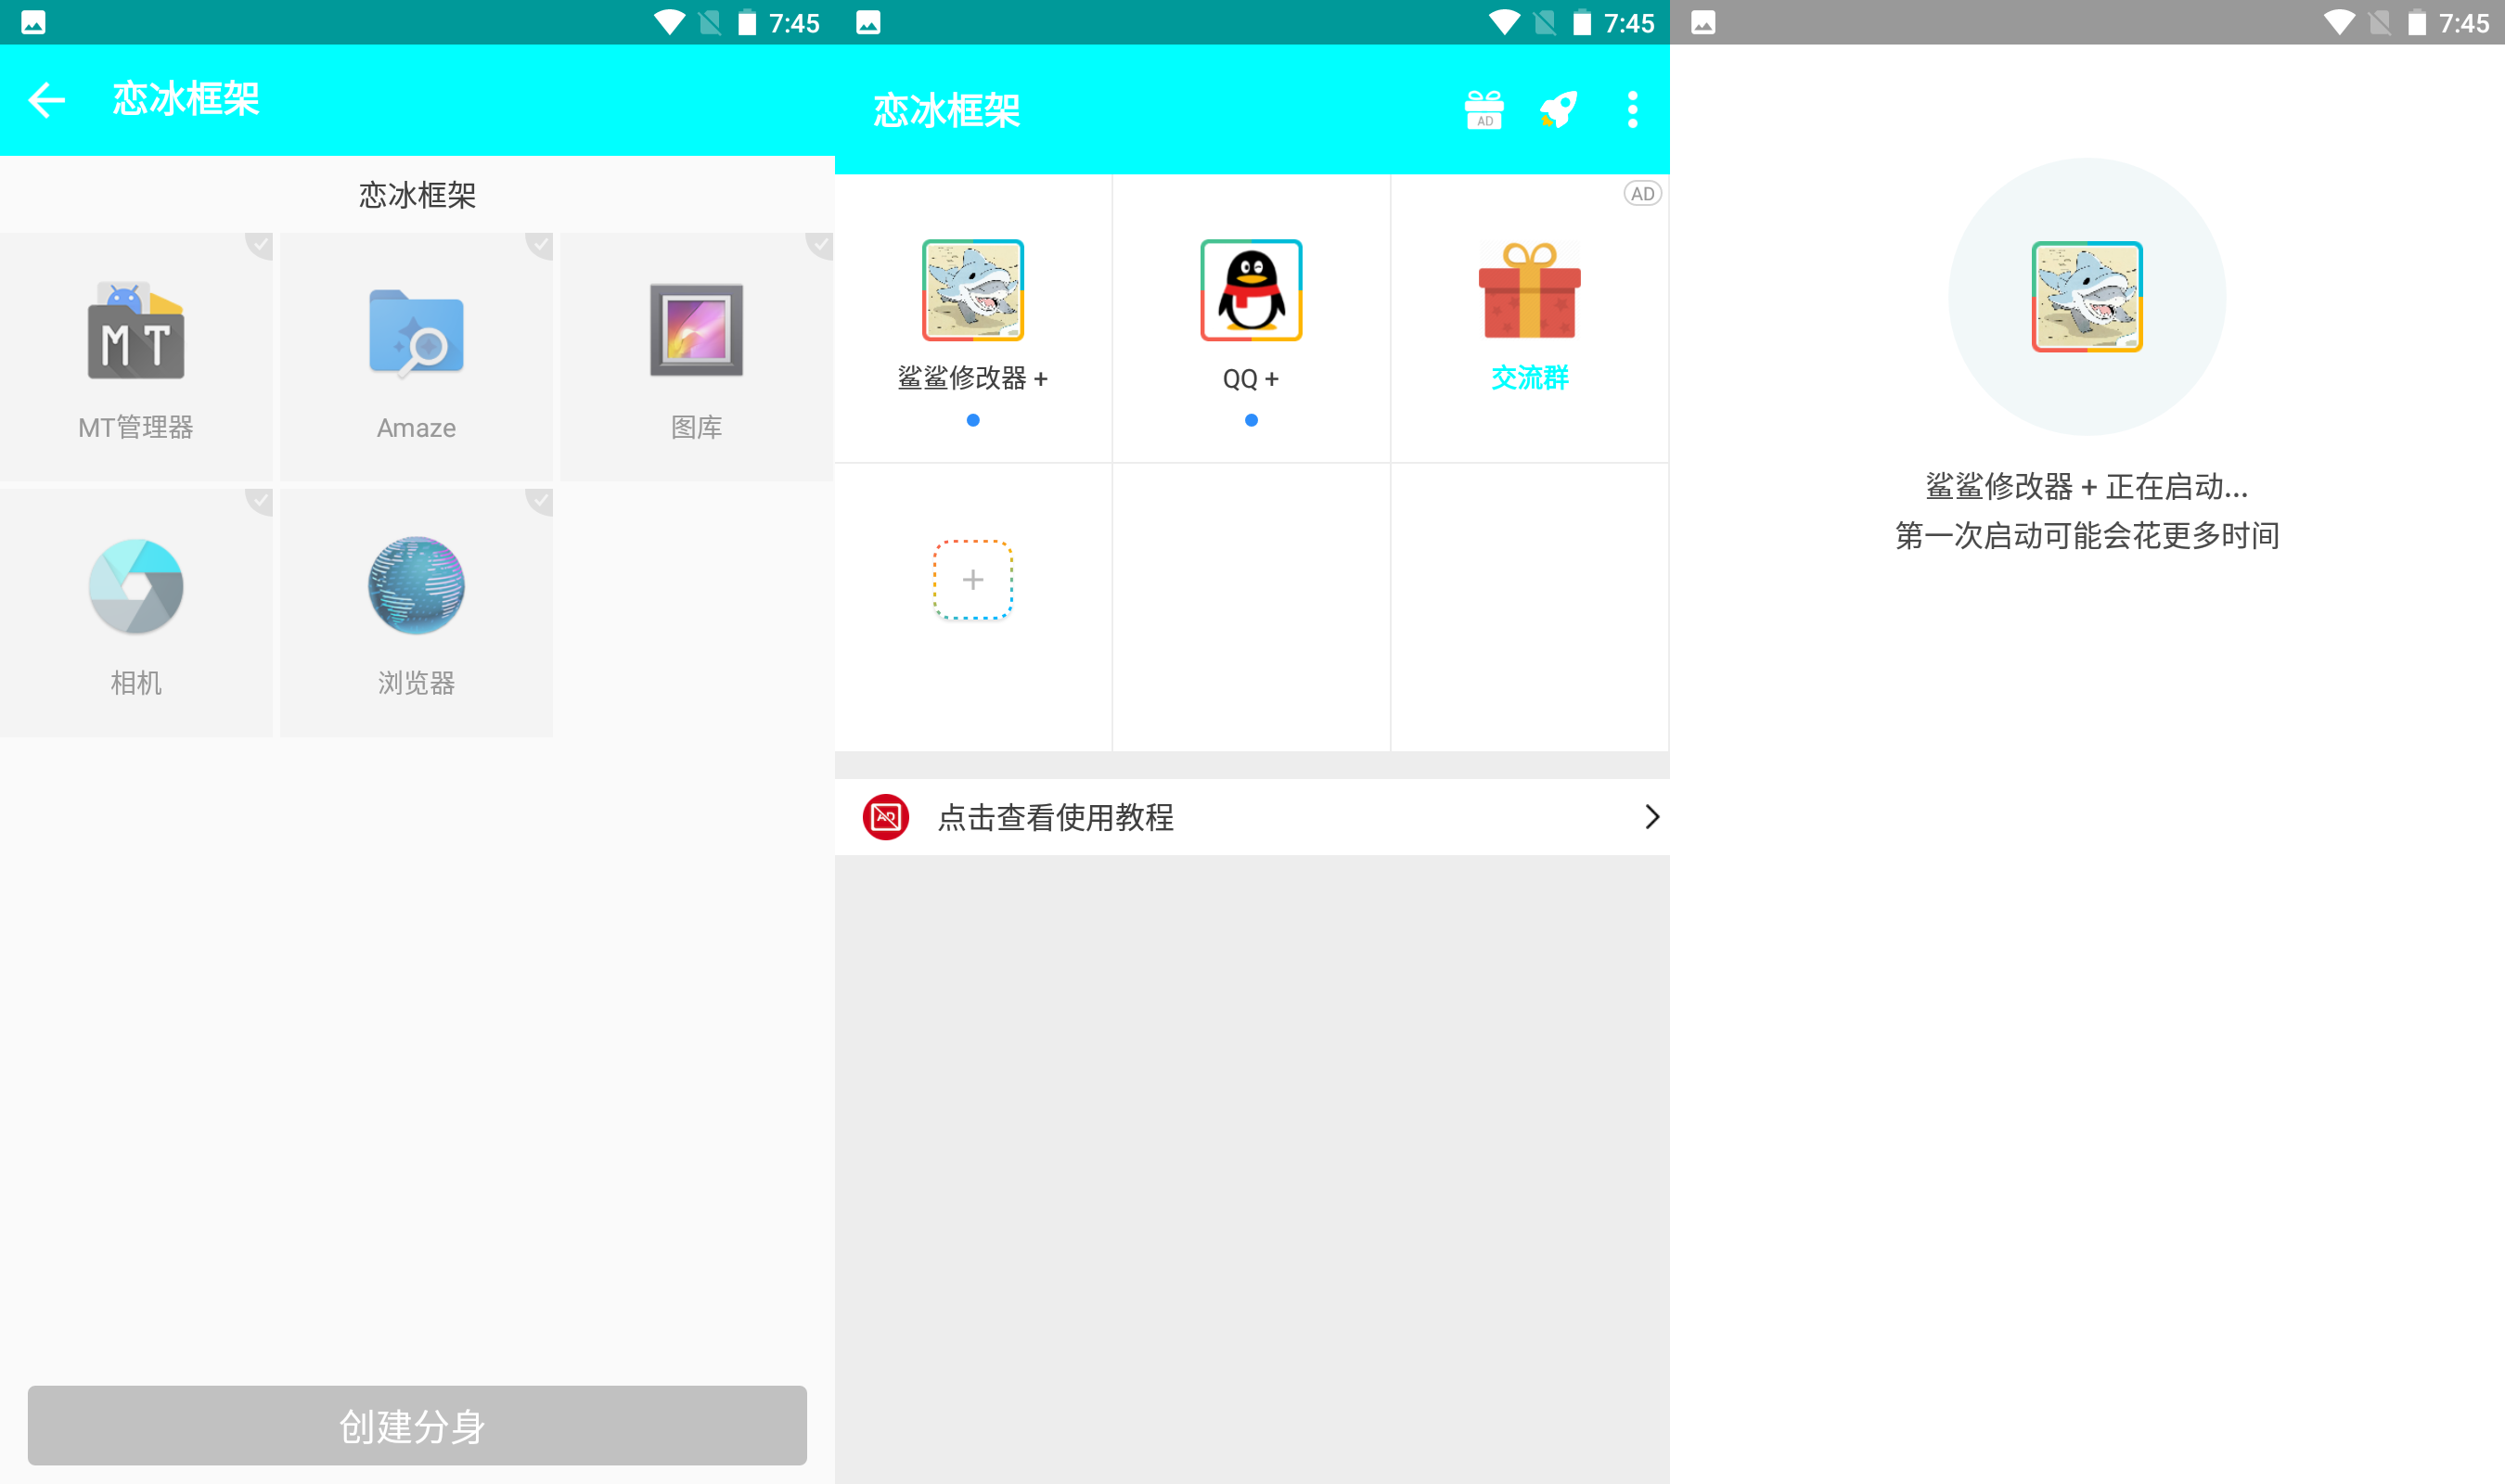 7:45
恋冰框架
恋冰框架
MT
MT管理器
Amaze
图库
相机
浏览器
创建分身
7:45
恋冰框架
AD
AD
鲨鲨修改器 +
QQ +
交流群
+
AD
点击查看使用教程
7:45
鲨鲨修改器 + 正在启动...
第一次启动可能会花更多时间